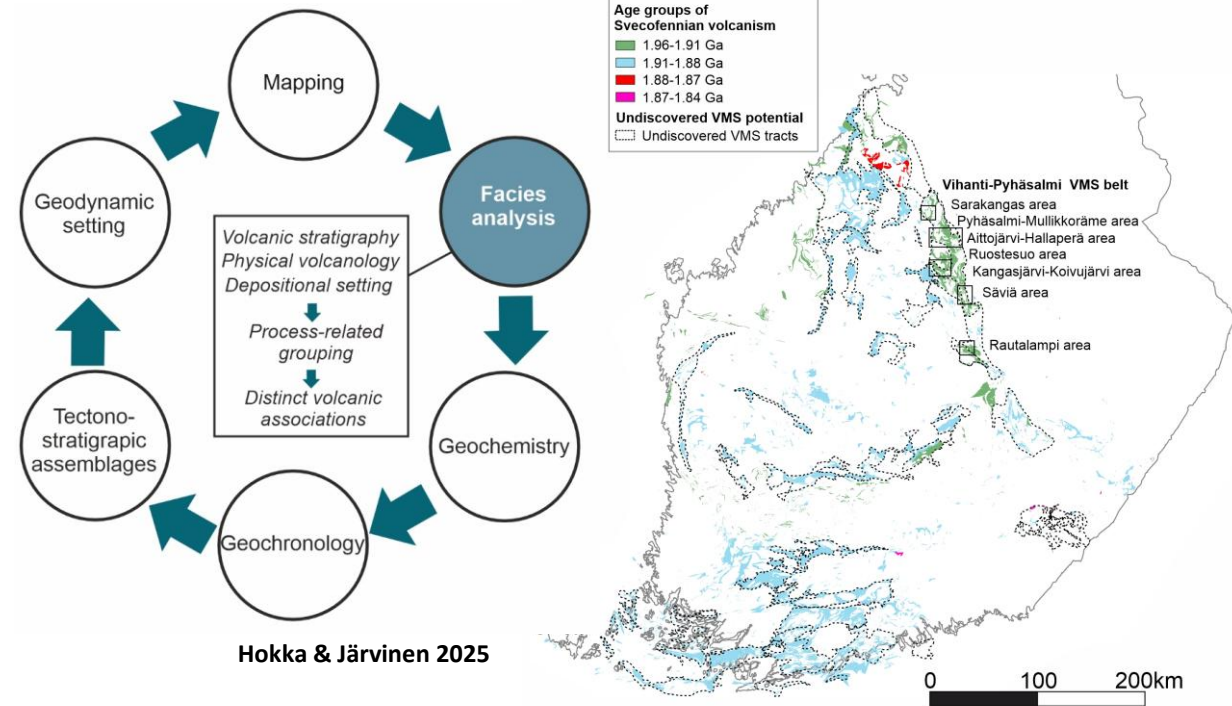 Mapping
Facies
analysis
Geochemistry
Geochronology
Tectono-
stratigrapic
assemblages
Geodynamic
setting
Volcanic stratigraphy
Physical volcanology
Depositional setting
Process-related
grouping
Distinct volcanic
associations
Hokka & Järvinen 2025
Age groups of
Svecofennian volcanism
1.96-1.91 Ga
1.91-1.88 Ga
1.88-1.87 Ga
1.87-1.84 Ga
Undiscovered VMS potential
Undiscovered VMS tracts
Vihanti-Pyhäsalmi VMS belt
Sarakangas area
Pyhäsalmi-Mullikkoräme area
Aittojärvi-Hallaperä area
Ruostesuo area
Kangasjärvi-Koivujärvi area
Säviä area
Rautalampi area
0 100 200km